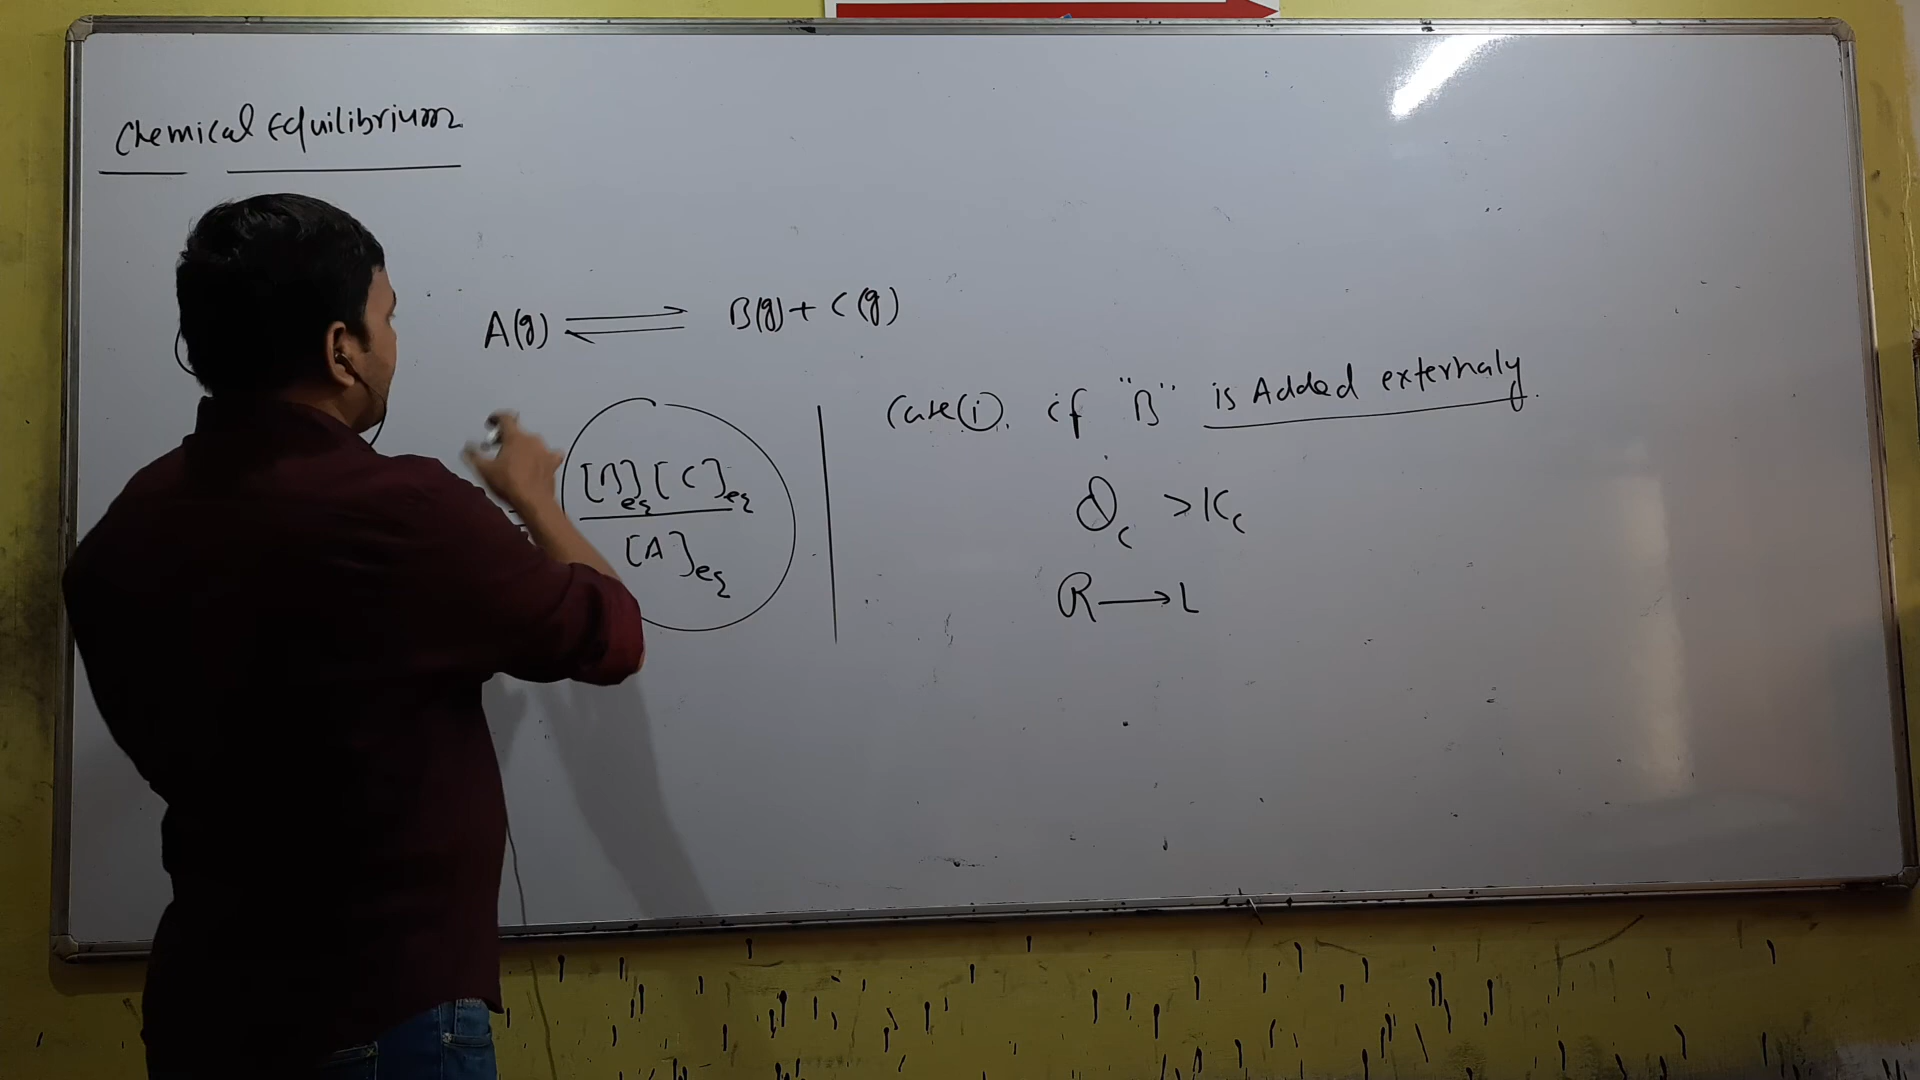 Chemical Equilibrium
A(g) ⇌ B(g) + C(g)
Case (i). if "B" is Added externaly.
[B]eq [C]eq
[A]eq
Qc > Kc
R → L